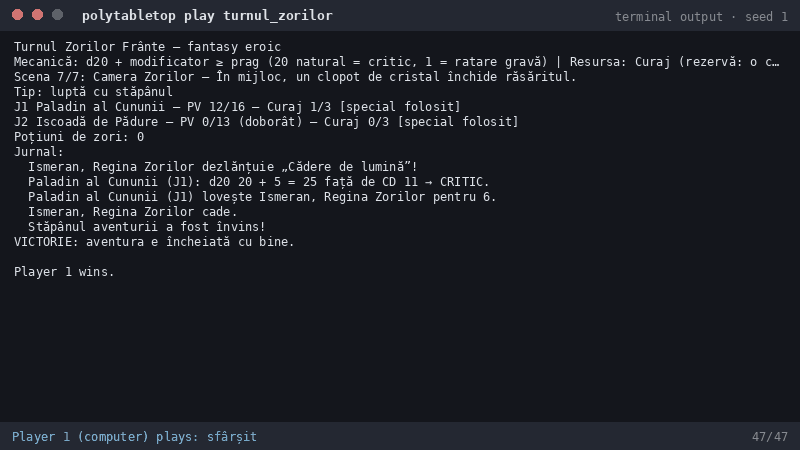 polytabletop play turnul_zorilor
terminal output · seed 1
Turnul Zorilor Frânte — fantasy eroic
Mecanică: d20 + modificator ≥ prag (20 natural = critic, 1 = ratare gravă) | Resursa: Curaj (rezervă: o c…
Scena 7/7: Camera Zorilor — În mijloc, un clopot de cristal închide răsăritul.
Tip: luptă cu stăpânul
J1 Paladin al Cununii — PV 12/16 — Curaj 1/3 [special folosit]
J2 Iscoadă de Pădure — PV 0/13 (doborât) — Curaj 0/3 [special folosit]
Poțiuni de zori: 0
Jurnal:
Ismeran, Regina Zorilor dezlănțuie „Cădere de lumină”!
Paladin al Cununii (J1): d20 20 + 5 = 25 față de CD 11 → CRITIC.
Paladin al Cununii (J1) lovește Ismeran, Regina Zorilor pentru 6.
Ismeran, Regina Zorilor cade.
Stăpânul aventurii a fost învins!
VICTORIE: aventura e încheiată cu bine.
Player 1 wins.
Player 1 (computer) plays: sfârșit
47/47